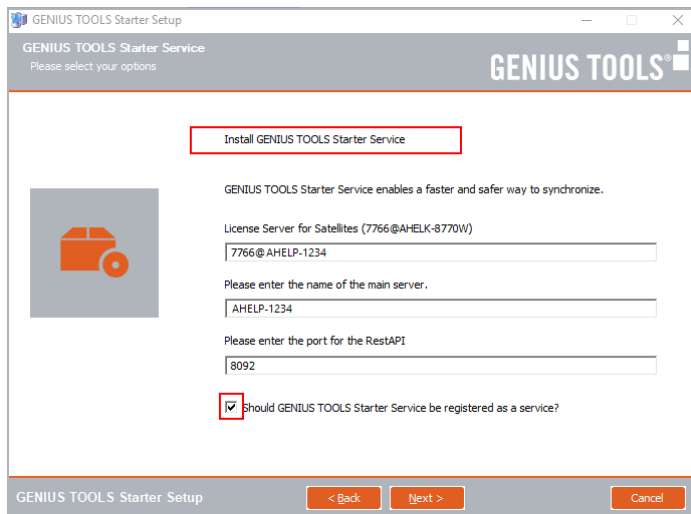 GENIUS TOOLS Starter Setup
GENIUS TOOLS Starter Service
Please select your options
GENIUS TOOLS®
Install GENIUS TOOLS Starter Service
GENIUS TOOLS Starter Service enables a faster and safer way to synchronize.
License Server for Satellites (7766@AHELK-8770W)
7766@AHELP-1234
Please enter the name of the main server.
AHELP-1234
Please enter the port for the RestAPI
8092
Should GENIUS TOOLS Starter Service be registered as a service?
GENIUS TOOLS Starter Setup
< Back
Next >
Cancel